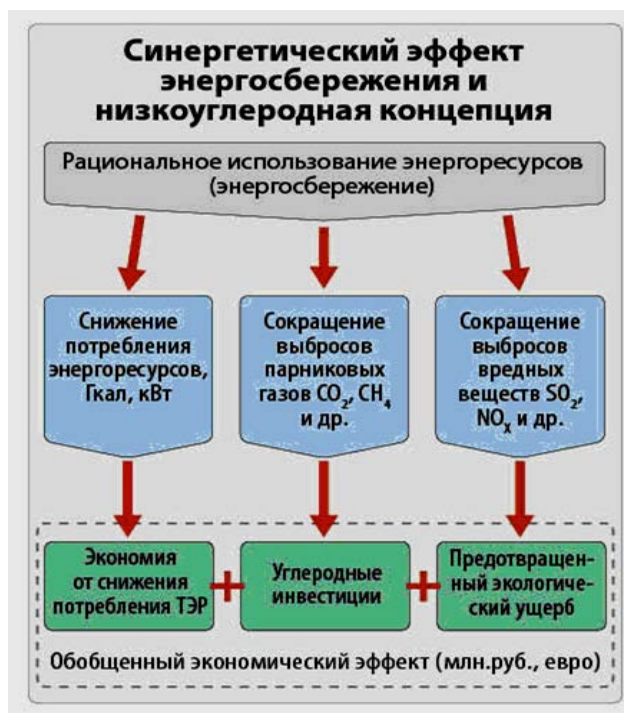 Синергетический эффект
энергосбережения и
низкоуглеродная концепция
Рациональное использование энергоресурсов
(энергосбережение)
Снижение
потребления
энергоресурсов,
Гкал, кВт
Сокращение
выбросов
парниковых
газов CO₂, CH₄
и др.
Сокращение
выбросов
вредных
веществ SO₂,
NOₓ и др.
Экономия
от снижения
потребления ТЭР
+
Углеродные
инвестиции
+
Предотвращен-
ный экологиче-
ский ущерб
Обобщенный экономический эффект (млн.руб., евро)